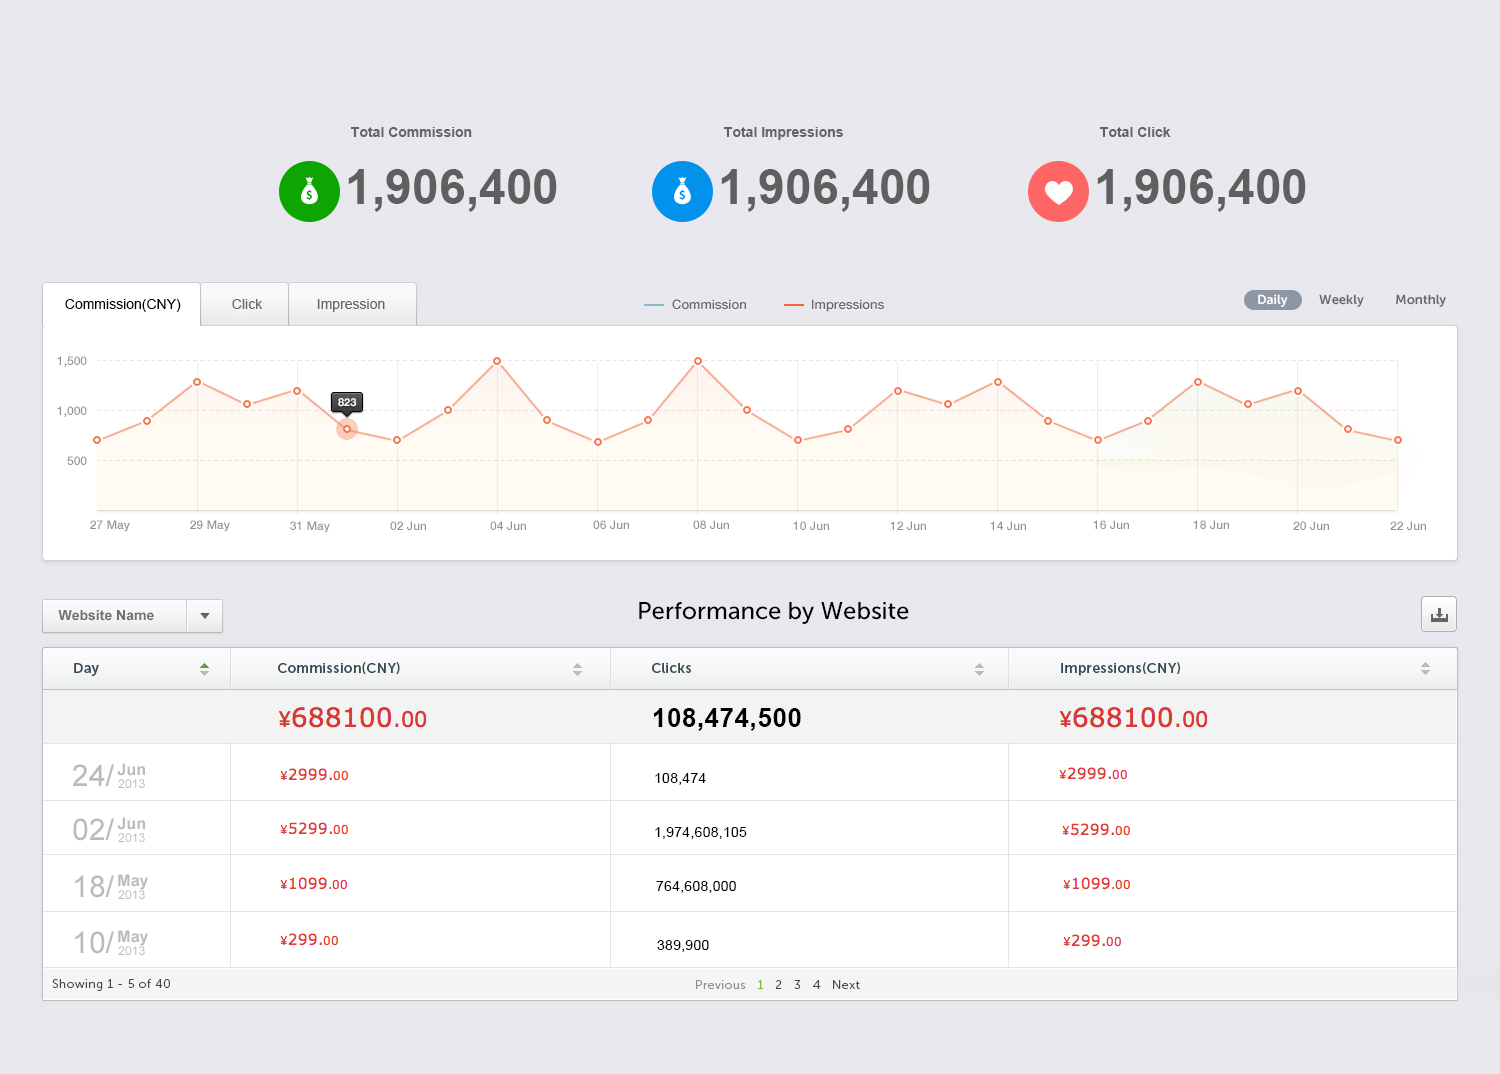 Total Commission Total Impressions Total Click
1,906,400 1,906,400 1,906,400
Commission(CNY) Click Impression Commission Impressions Daily Weekly Monthly
1,500
1,000
500
823
27 May 29 May 31 May 02 Jun 04 Jun 06 Jun 08 Jun 10 Jun 12 Jun 14 Jun 16 Jun 18 Jun 20 Jun 22 Jun
Website Name Performance by Website
Day Commission(CNY) Clicks Impressions(CNY)
¥688100.00 108,474,500 ¥688100.00
24/ Jun 2013 ¥2999.00 108,474 ¥2999.00
02/ Jun 2013 ¥5299.00 1,974,608,105 ¥5299.00
18/ May 2013 ¥1099.00 764,608,000 ¥1099.00
10/ May 2013 ¥299.00 389,900 ¥299.00
Showing 1 - 5 of 40 Previous 1 2 3 4 Next